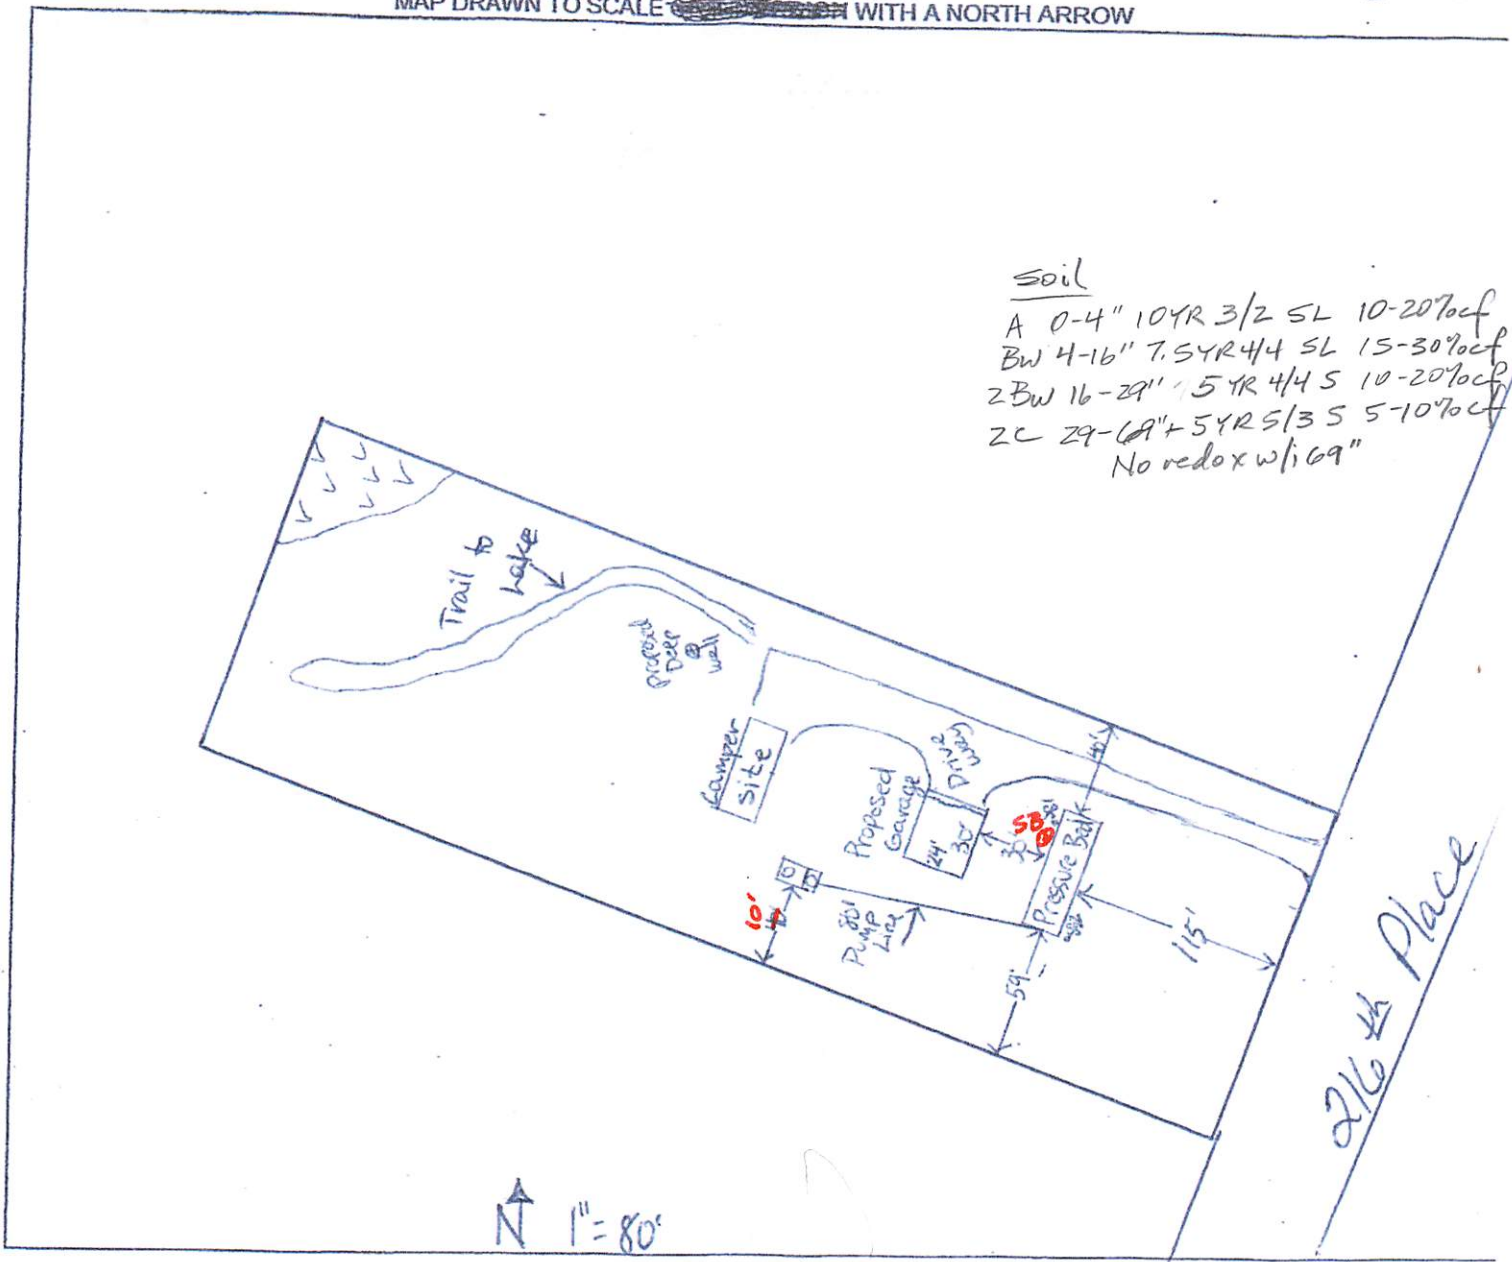 MAP DRAWN TO SCALE WITH A NORTH ARROW
Soil
A 0-4" 10YR 3/2 SL 10-20%cf
BW 4-16" 7.5YR 4/4 SL 15-30%cf
2BW 16-29" 5YR 4/4 S 10-20%cf
2C 29-69"+ 5YR 5/3 S 5-10%cf
No redox w/i 69"
Trail to
Lake
Proposed
Deep
well
Camper
Site
Drive
way
Proposed
Garage
24'
30'
40'
30'
SB
Pressure Bed
10'
80'
Pump
Line
59'
115'
216th Place
N 1"=80'